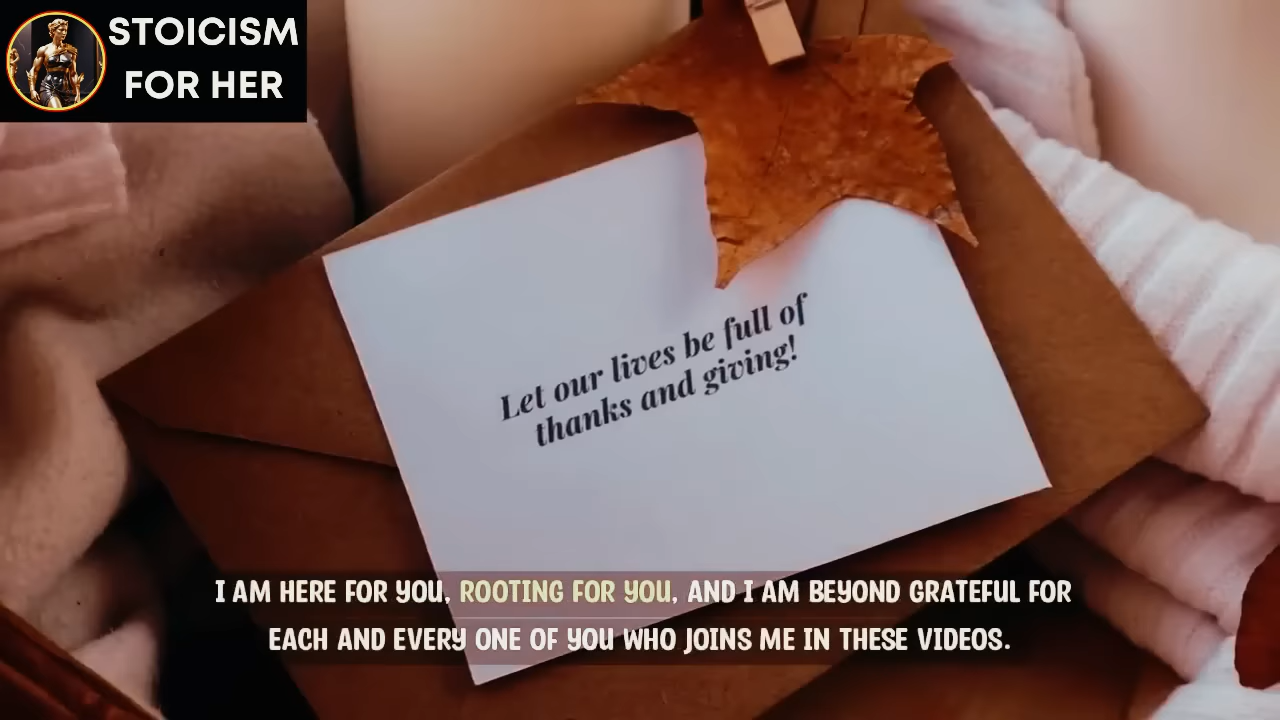 STOICISM
FOR HER
Let our lives be full of
thanks and giving!
I AM HERE FOR YOU, ROOTING FOR YOU, AND I AM BEYOND GRATEFUL FOR
EACH AND EVERY ONE OF YOU WHO JOINS ME IN THESE VIDEOS.